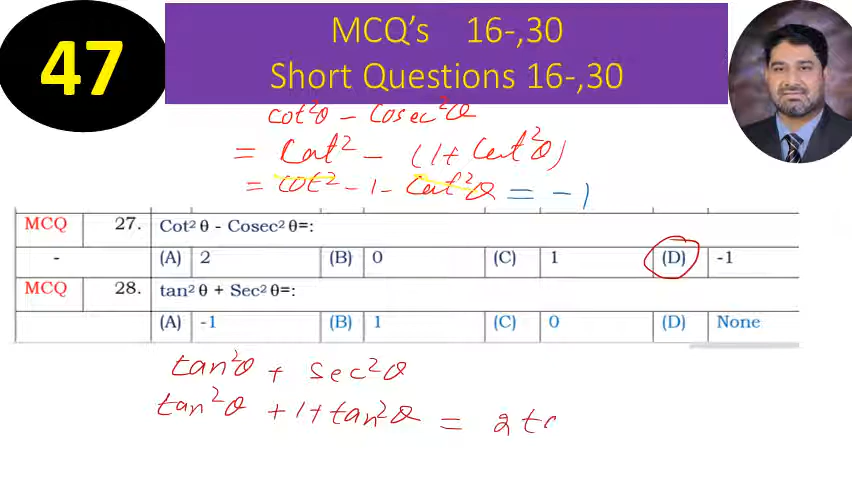 47
MCQ's 16-,30
Short Questions 16-,30
cot²θ - Cosec²θ
= Cot² - (1+ Cot²θ)
= cot² - 1 - Cot²θ = -1
MCQ 27. Cot² θ - Cosec² θ=:
- (A) 2 (B) 0 (C) 1 (D) -1
MCQ 28. tan² θ + Sec² θ=:
(A) -1 (B) 1 (C) 0 (D) None
tan²θ + sec²θ
tan²θ + 1 + tan²θ = 2 ta